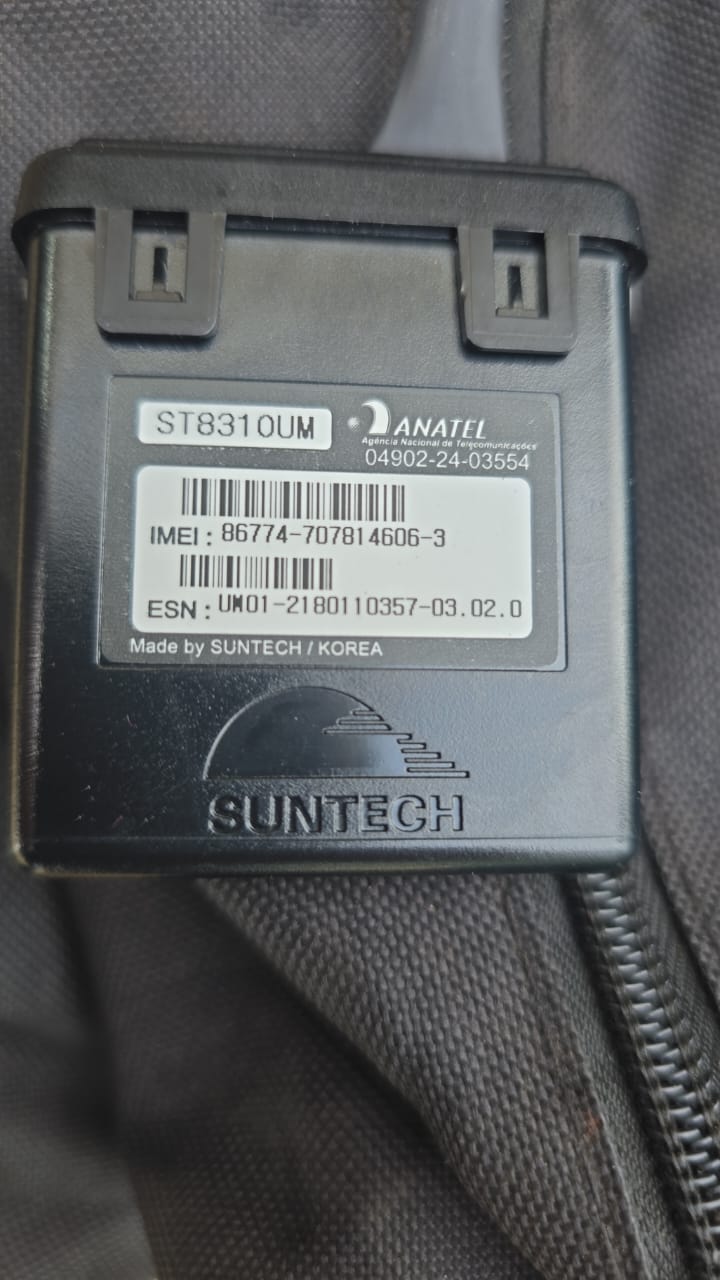 ST8310UM
ANATEL
Agência Nacional de Telecomunicações
04902-24-03554
IMEI : 86774-707814606-3
ESN : UM01-2180110357-03.02.0
Made by SUNTECH / KOREA
SUNTECH